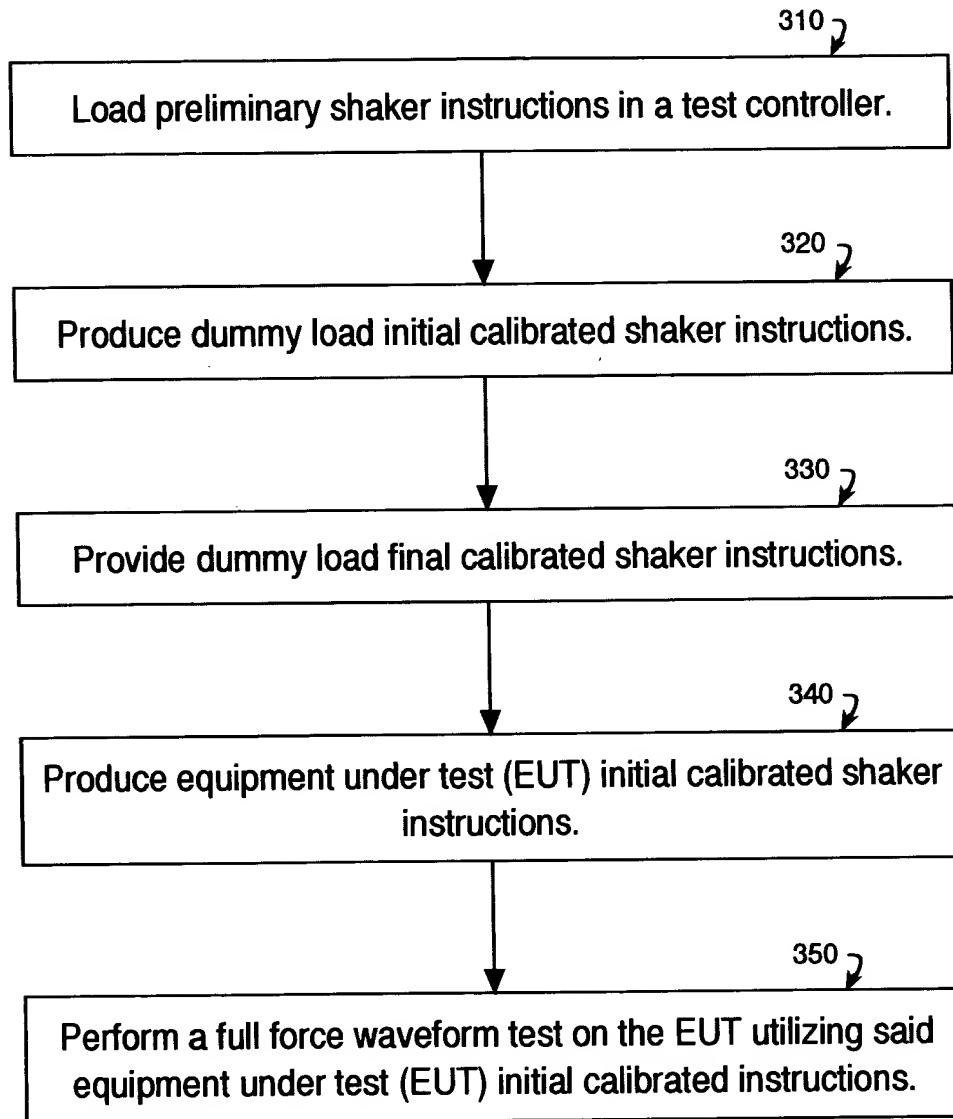 310
Load preliminary shaker instructions in a test controller.
320
Produce dummy load initial calibrated shaker instructions.
330
Provide dummy load final calibrated shaker instructions.
340
Produce equipment under test (EUT) initial calibrated shaker
instructions.
350
Perform a full force waveform test on the EUT utilizing said
equipment under test (EUT) initial calibrated instructions.